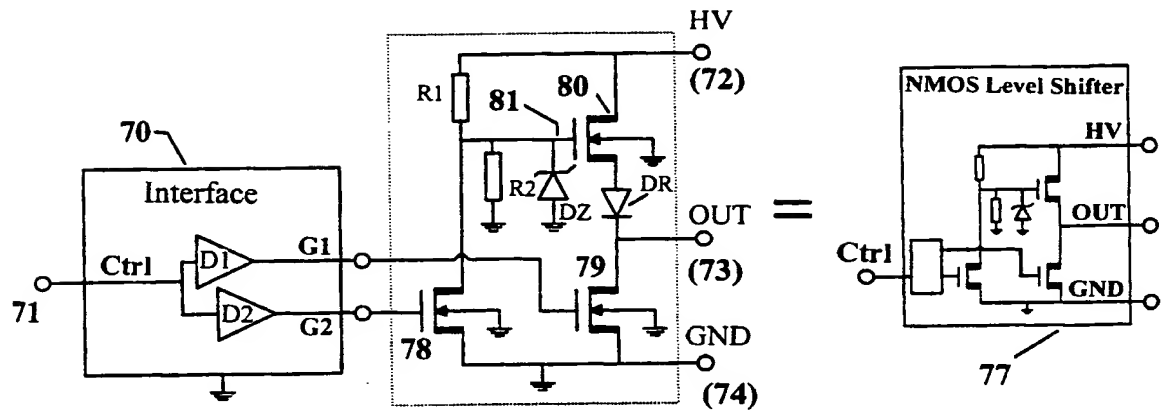 HV
(72)
R1
81
80
70
Interface
R2
DZ
DR
OUT
(73)
Ctrl
D1
G1
71
D2
G2
79
78
GND
(74)
=
NMOS Level Shifter
HV
OUT
Ctrl
GND
77